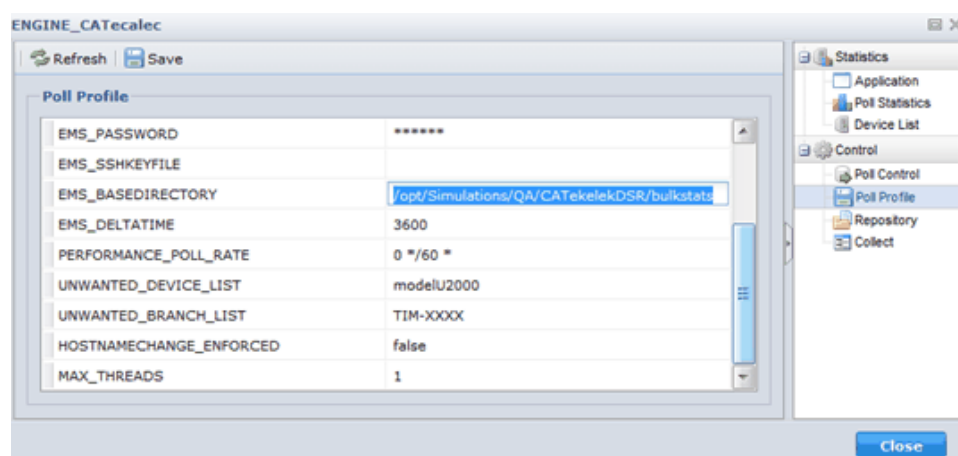 ENGINE_CATecalec
Refresh Save
Poll Profile
EMS_PASSWORD ******
EMS_SSHKEYFILE
EMS_BASEDIRECTORY /opt/Simulations/QA/CATekelekDSR/bulkstats
EMS_DELTATIME 3600
PERFORMANCE_POLL_RATE 0 */60 *
UNWANTED_DEVICE_LIST modelU2000
UNWANTED_BRANCH_LIST TIM-XXXX
HOSTNAMECHANGE_ENFORCED false
MAX_THREADS 1
Statistics
Application
Poll Statistics
Device List
Control
Poll Control
Poll Profile
Repository
Collect
Close